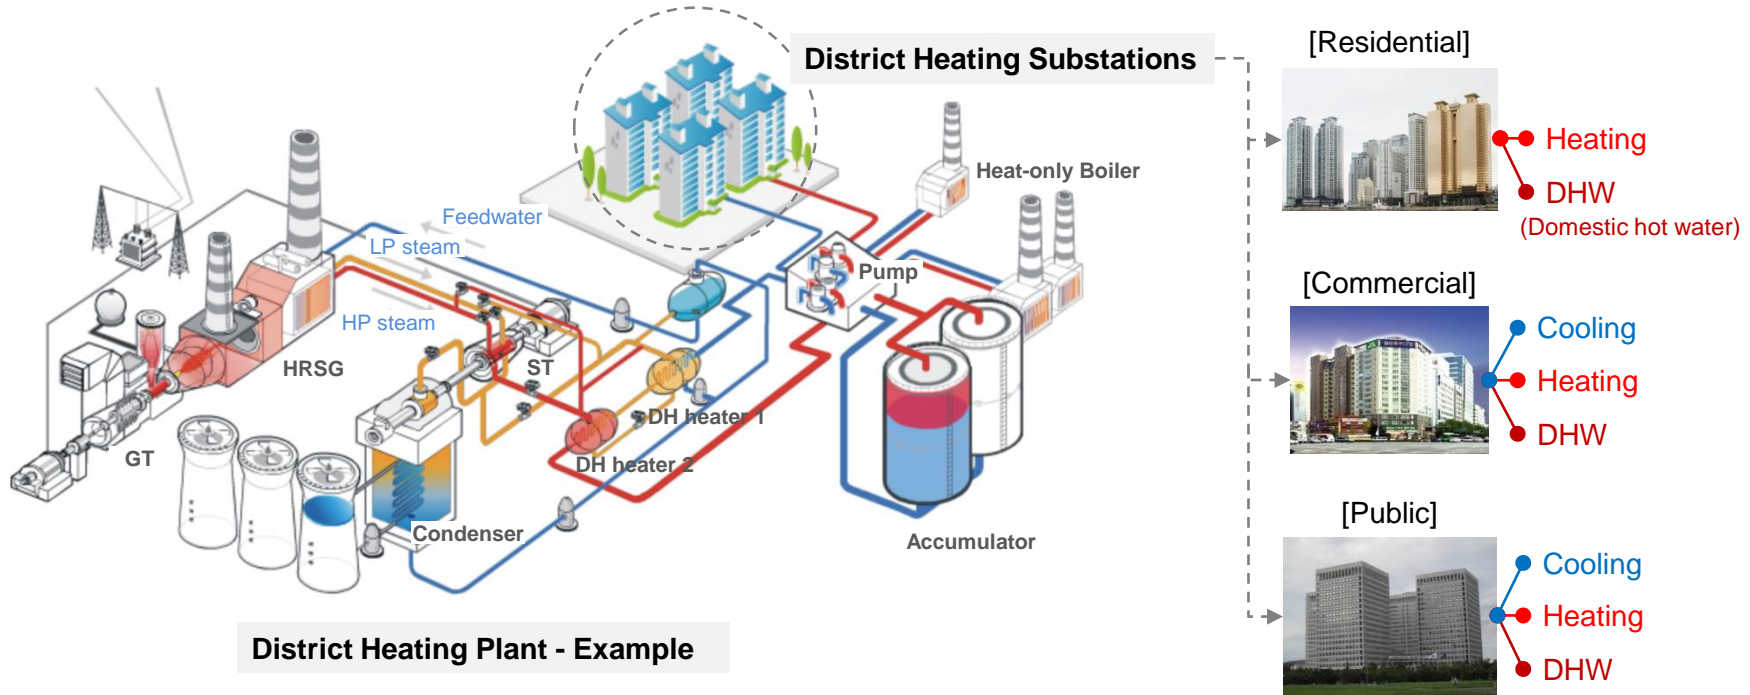 District Heating Substations
[Residential]
Heating
DHW
(Domestic hot water)
Heat-only Boiler
Feedwater
LP steam
HP steam
Pump
HRSG
ST
GT
DH heater 1
DH heater 2
Condenser
Accumulator
[Commercial]
Cooling
Heating
DHW
[Public]
Cooling
Heating
DHW
District Heating Plant - Example